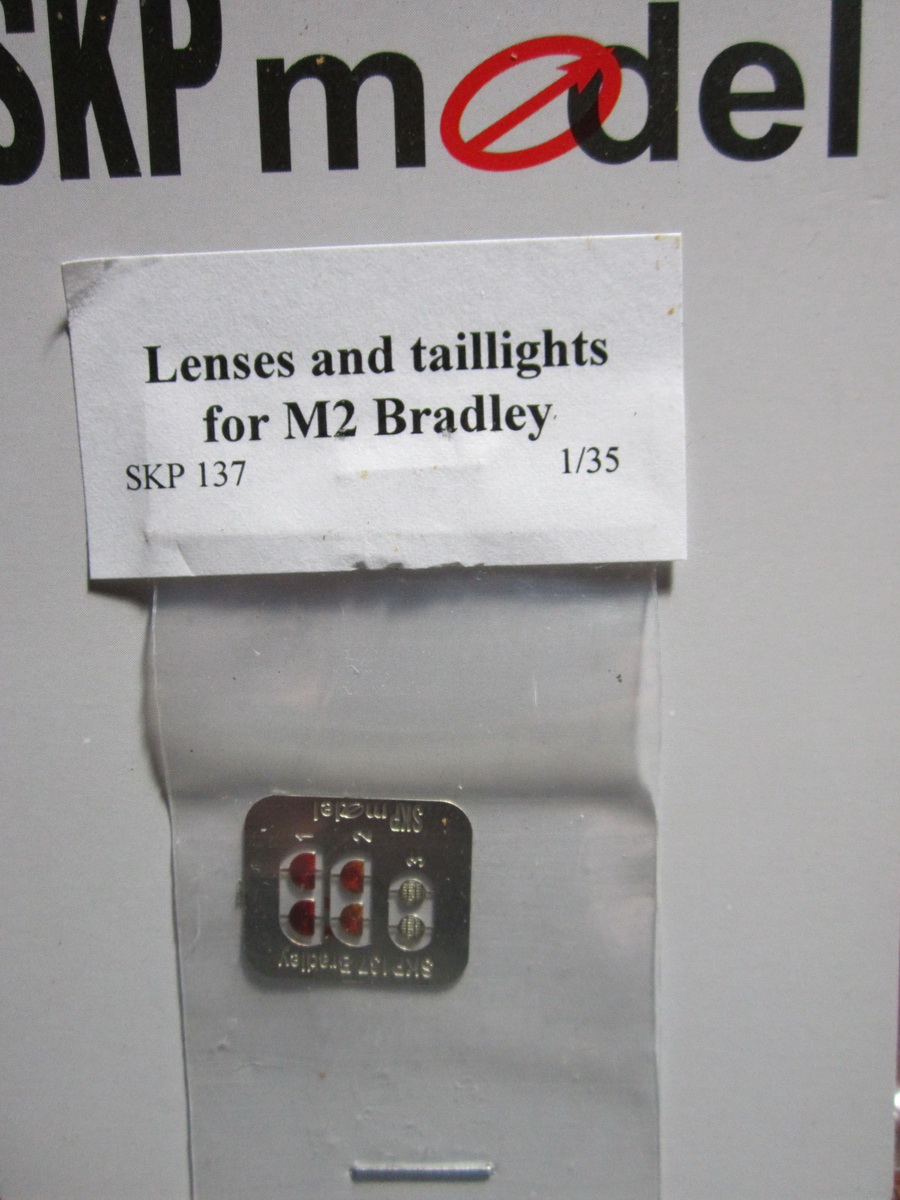 SKP model
Lenses and taillights
for M2 Bradley
SKP 137
1/35
SKP model
1
2
3
SKP 137 Bradley